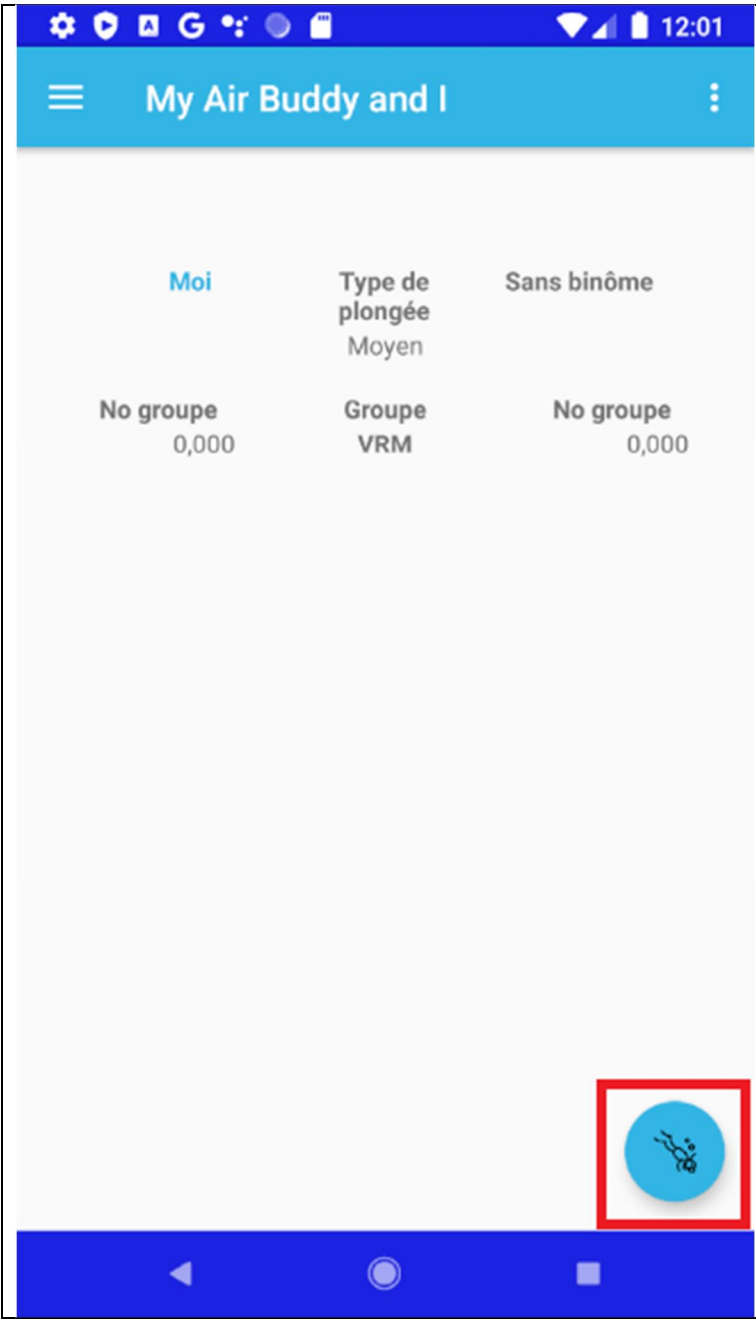 12:01
My Air Buddy and I
Moi
Type de
plongée
Sans binôme
Moyen
No groupe
Groupe
No groupe
0,000
VRM
0,000